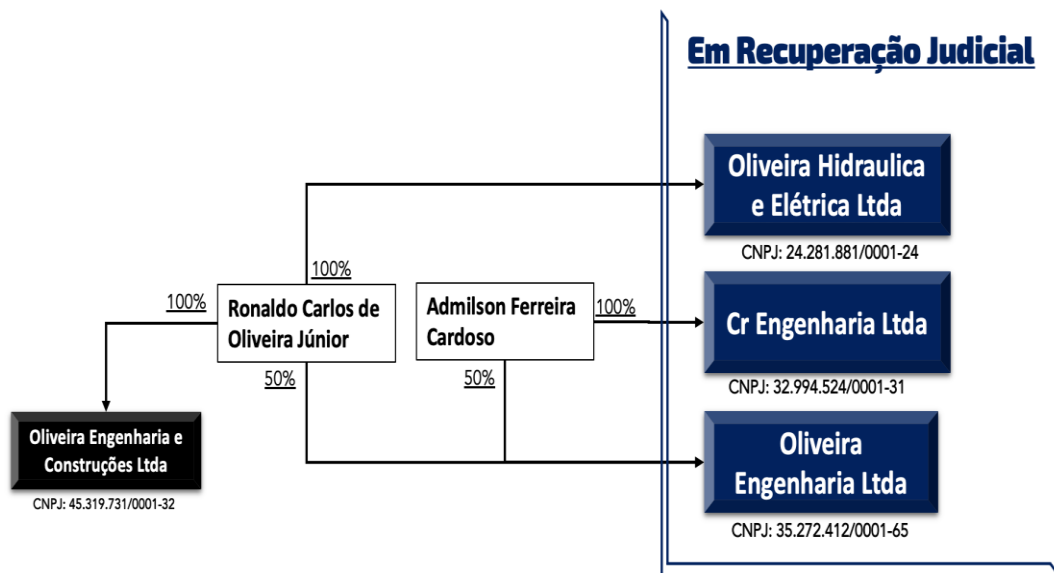 Em Recuperação Judicial
Oliveira Hidraulica
e Elétrica Ltda
CNPJ: 24.281.881/0001-24
100%
100%
Ronaldo Carlos de
Oliveira Júnior
50%
Admilson Ferreira
Cardoso
100%
50%
Cr Engenharia Ltda
CNPJ: 32.994.524/0001-31
Oliveira Engenharia e
Construções Ltda
CNPJ: 45.319.731/0001-32
Oliveira
Engenharia Ltda
CNPJ: 35.272.412/0001-65